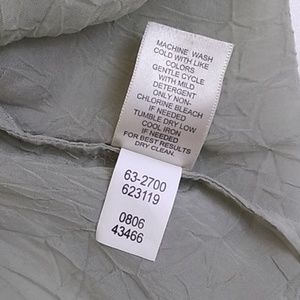 MACHINE WASH
COLD WITH LIKE
COLORS
GENTLE CYCLE
WITH MILD
DETERGENT
ONLY NON-
CHLORINE BLEACH
IF NEEDED
TUMBLE DRY LOW
COOL IRON
IF NEEDED
FOR BEST RESULTS
DRY CLEAN.
63-2700
623119
0806
43466